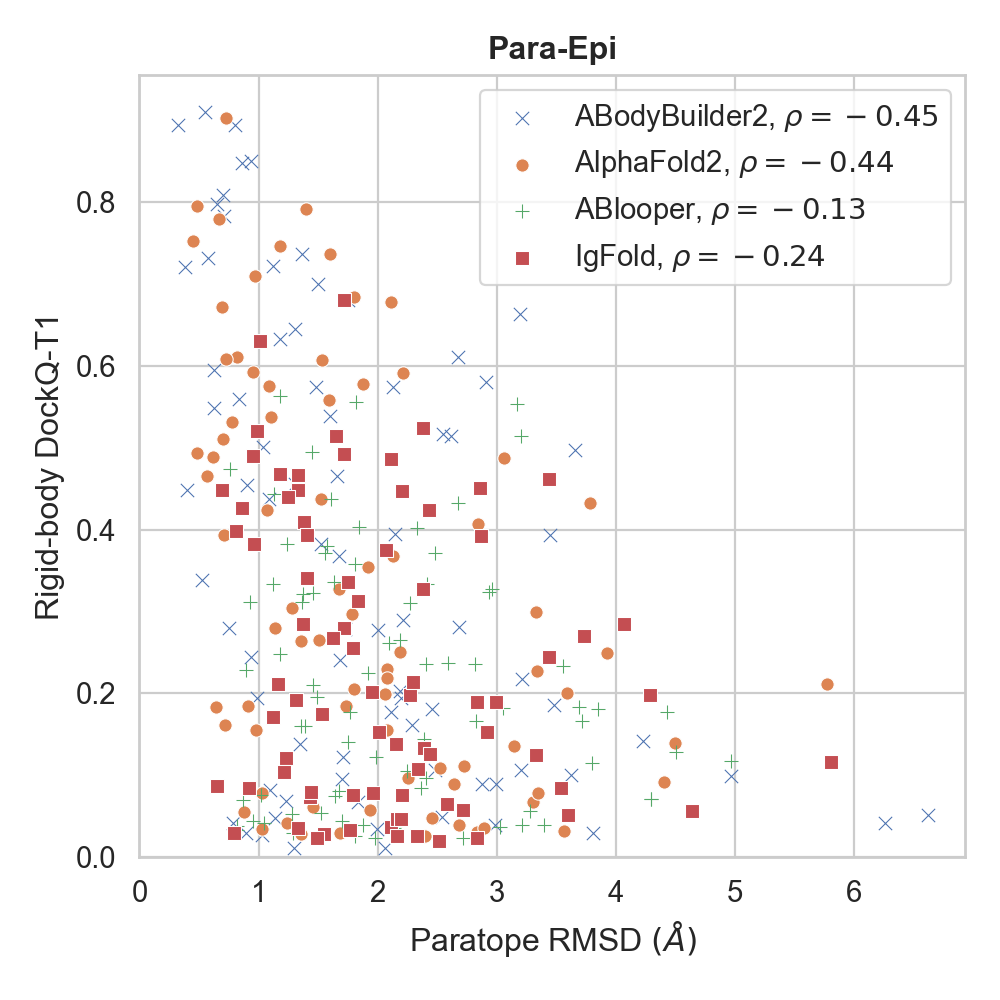 Para-Epi
ABodyBuilder2, ρ = −0.45
AlphaFold2, ρ = −0.44
ABlooper, ρ = −0.13
IgFold, ρ = −0.24
Rigid-body DockQ-T1
0.8
0.6
0.4
0.2
0.0
0 1 2 3 4 5 6
Paratope RMSD (Å)